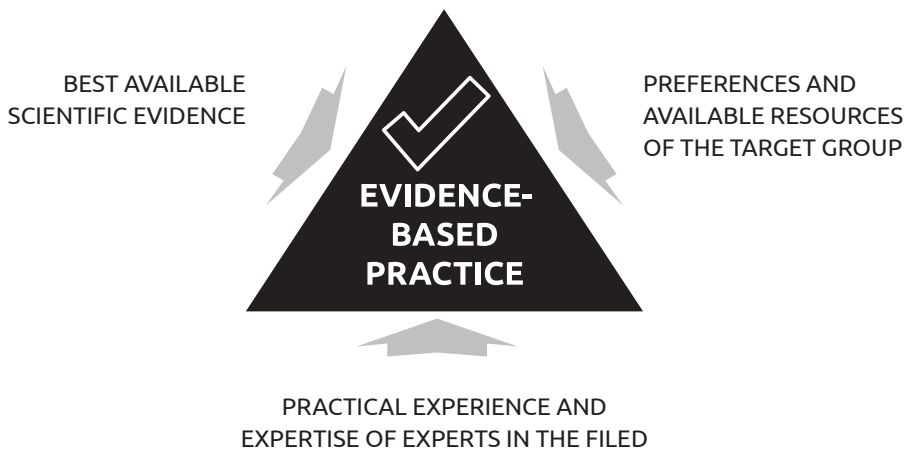 BEST AVAILABLE
SCIENTIFIC EVIDENCE
PREFERENCES AND
AVAILABLE RESOURCES
OF THE TARGET GROUP
EVIDENCE-
BASED
PRACTICE
PRACTICAL EXPERIENCE AND
EXPERTISE OF EXPERTS IN THE FILED